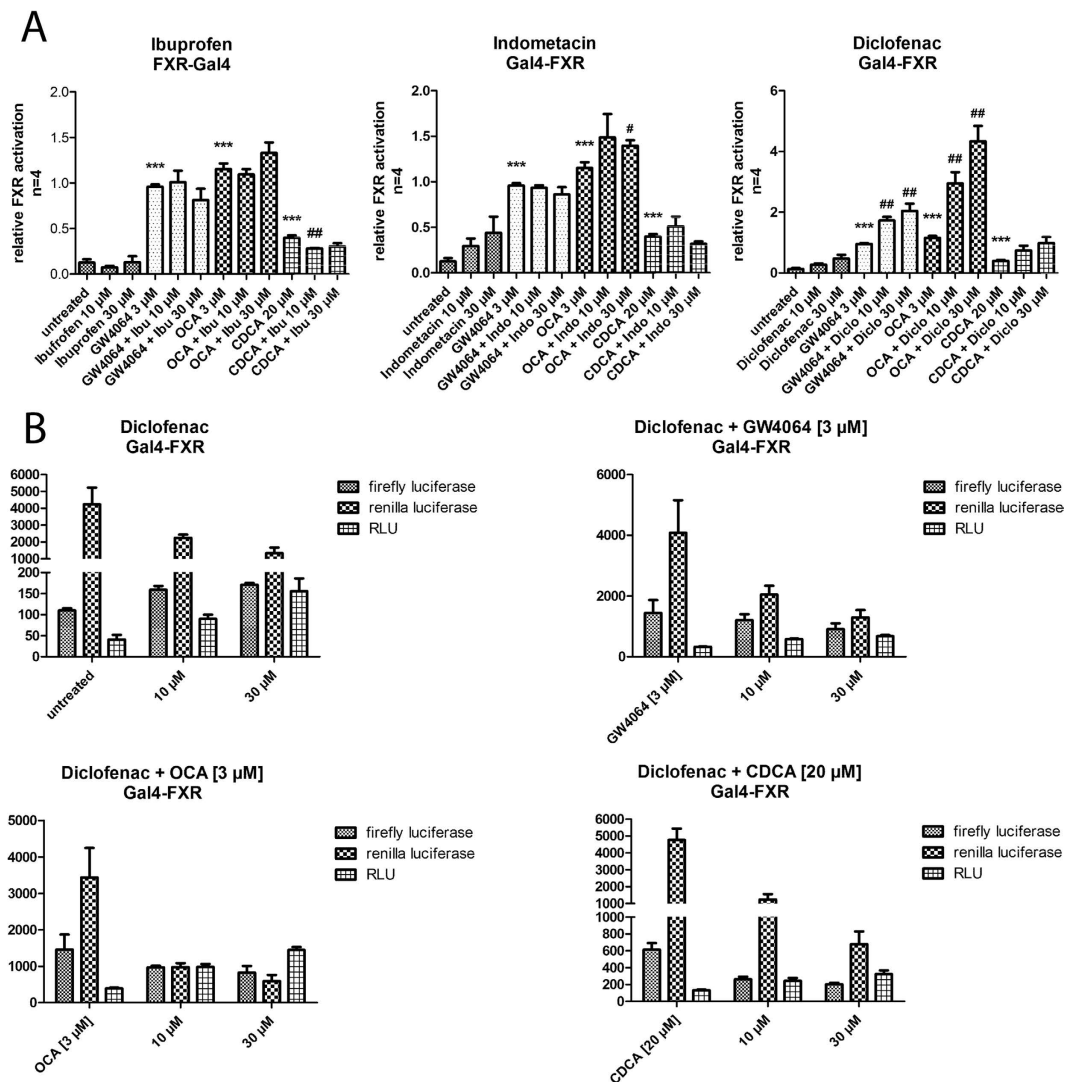 A
Ibuprofen
FXR-Gal4
relative FXR activation
n=4
2.0
1.5
1.0
0.5
0.0
***
***
***
##
untreated
Ibufrofen 10 µM
Ibuprofen 30 µM
GW4064 3 µM
GW4064 + Ibu 10 µM
GW4064 + Ibu 30 µM
OCA 3 µM
OCA + Ibu 10 µM
OCA + Ibu 30 µM
CDCA 20 µM
CDCA + Ibu 10 µM
CDCA + Ibu 30 µM
Indometacin
Gal4-FXR
relative FXR activation
n=4
2.0
1.5
1.0
0.5
0.0
***
***
#
***
untreated
Indometacin 10 µM
Indometacin 30 µM
GW4064 3 µM
GW4064 + Indo 10 µM
GW4064 + Indo 30 µM
OCA 3 µM
OCA + Indo 10 µM
OCA + Indo 30 µM
CDCA 20 µM
CDCA + Indo 10 µM
CDCA + Indo 30 µM
Diclofenac
Gal4-FXR
relative FXR activation
n=4
6
4
2
0
***
##
##
***
##
##
***
untreated
Diclofenac 10 µM
Diclofenac 30 µM
GW4064 3 µM
GW4064 + Diclo 10 µM
GW4064 + Diclo 30 µM
OCA 3 µM
OCA + Diclo 10 µM
OCA + Diclo 30 µM
CDCA 20 µM
CDCA + Diclo 10 µM
CDCA + Diclo 30 µM
B
Diclofenac
Gal4-FXR
6000
5000
4000
3000
2000
1000
200
150
100
50
0
untreated
10 µM
30 µM
firefly luciferase
renilla luciferase
RLU
Diclofenac + GW4064 [3 µM]
Gal4-FXR
6000
4000
2000
0
GW4064 [3 µM]
10 µM
30 µM
firefly luciferase
renilla luciferase
RLU
Diclofenac + OCA [3 µM]
Gal4-FXR
5000
4000
3000
2000
1000
0
OCA [3 µM]
10 µM
30 µM
firefly luciferase
renilla luciferase
RLU
Diclofenac + CDCA [20 µM]
Gal4-FXR
6000
5000
4000
3000
2000
1000
800
600
400
200
0
CDCA [20 µM]
10 µM
30 µM
firefly luciferase
renilla luciferase
RLU